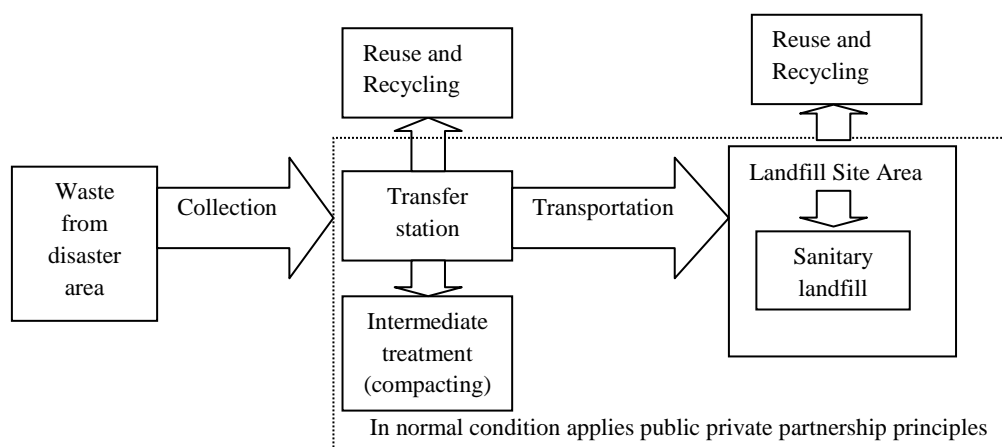 Waste
from
disaster
area
Collection
Reuse and
Recycling
Transfer
station
Intermediate
treatment
(compacting)
Transportation
Reuse and
Recycling
Landfill Site Area
Sanitary
landfill
In normal condition applies public private partnership principles